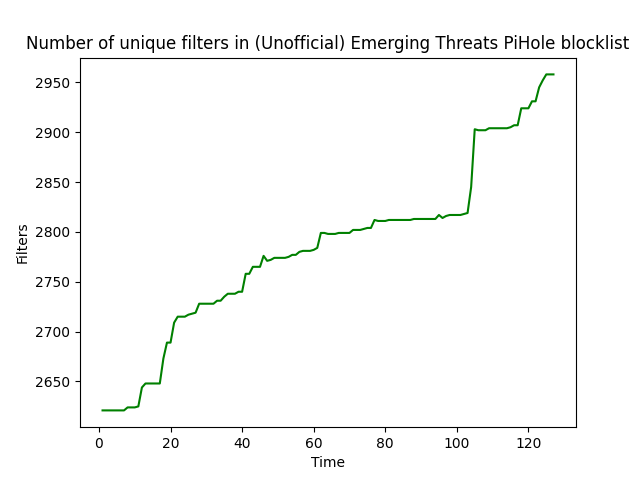 Number of unique filters in (Unofficial) Emerging Threats PiHole blocklist
2950
2900
2850
2800
2750
2700
2650
Filters
0 20 40 60 80 100 120
Time